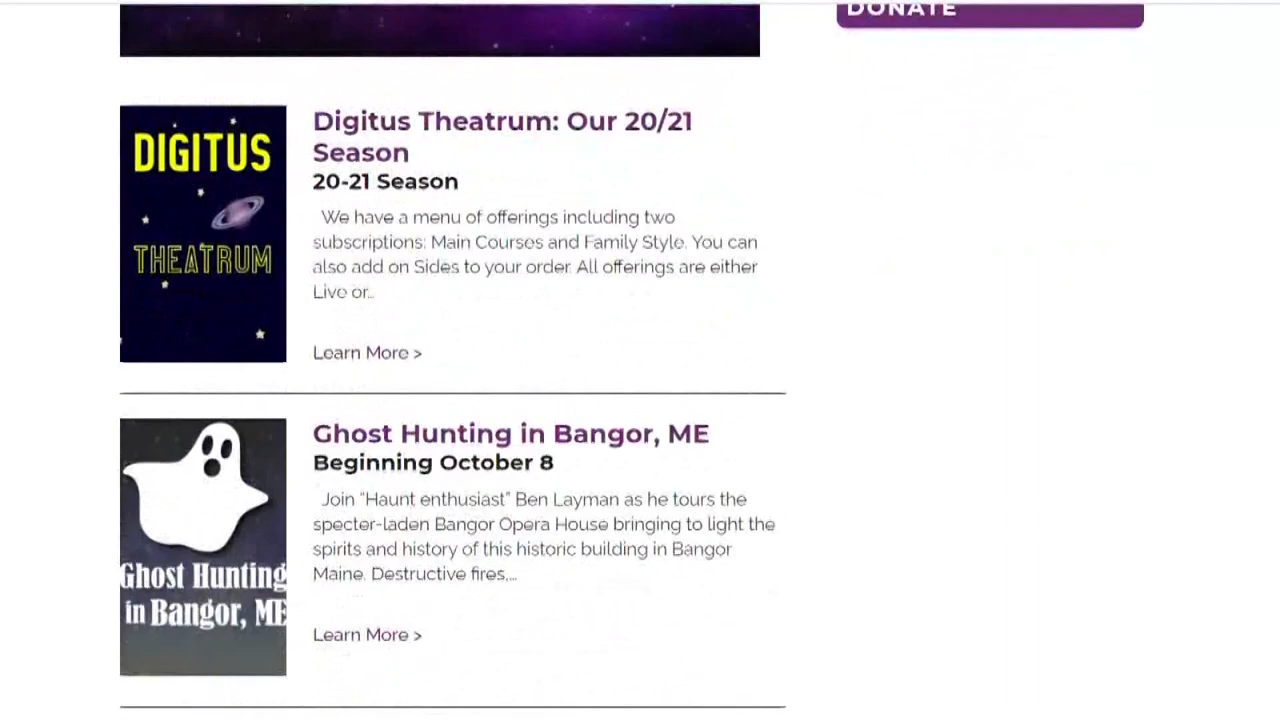 DONATE
DIGITUS
THEATRUM
Digitus Theatrum: Our 20/21
Season
20-21 Season
We have a menu of offerings including two
subscriptions: Main Courses and Family Style. You can
also add on Sides to your order. All offerings are either
Live or...
Learn More >
Ghost Hunting
in Bangor, ME
Ghost Hunting in Bangor, ME
Beginning October 8
Join “Haunt enthusiast” Ben Layman as he tours the
specter-laden Bangor Opera House bringing to light the
spirits and history of this historic building in Bangor
Maine. Destructive fires,...
Learn More >